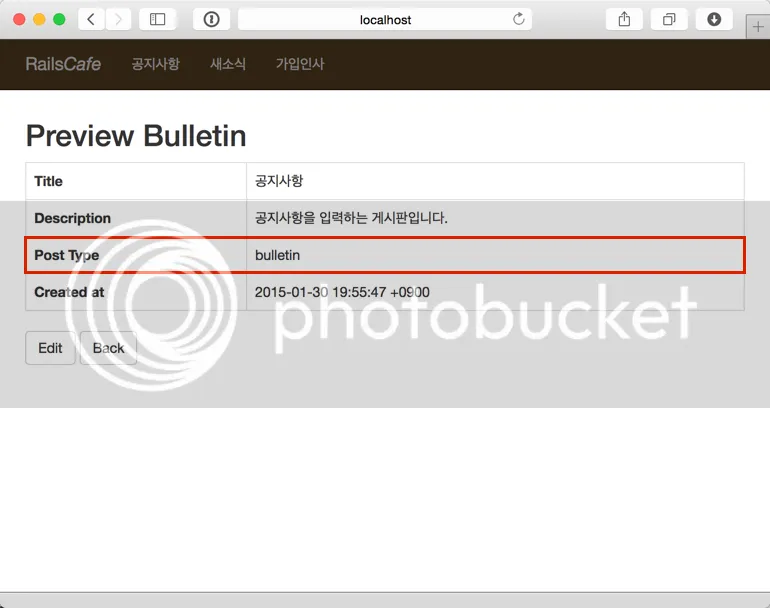 localhost
RailsCafe 공지사항 새소식 가입인사
Preview Bulletin
Title 공지사항
Description 공지사항을 입력하는 게시판입니다.
Post Type bulletin
Created at 2015-01-30 19:55:47 +0900
photobucket
Edit Back